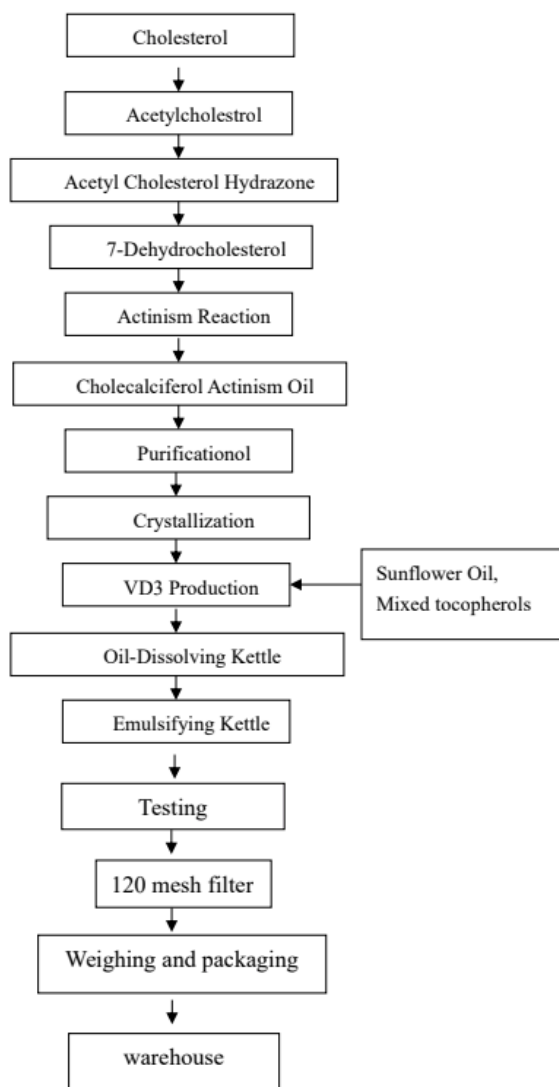 Cholesterol
Acetylcholestrol
Acetyl Cholesterol Hydrazone
7-Dehydrocholesterol
Actinism Reaction
Cholecalciferol Actinism Oil
Purificationol
Crystallization
VD3 Production
Sunflower Oil,
Mixed tocopherols
Oil-Dissolving Kettle
Emulsifying Kettle
Testing
120 mesh filter
Weighing and packaging
warehouse